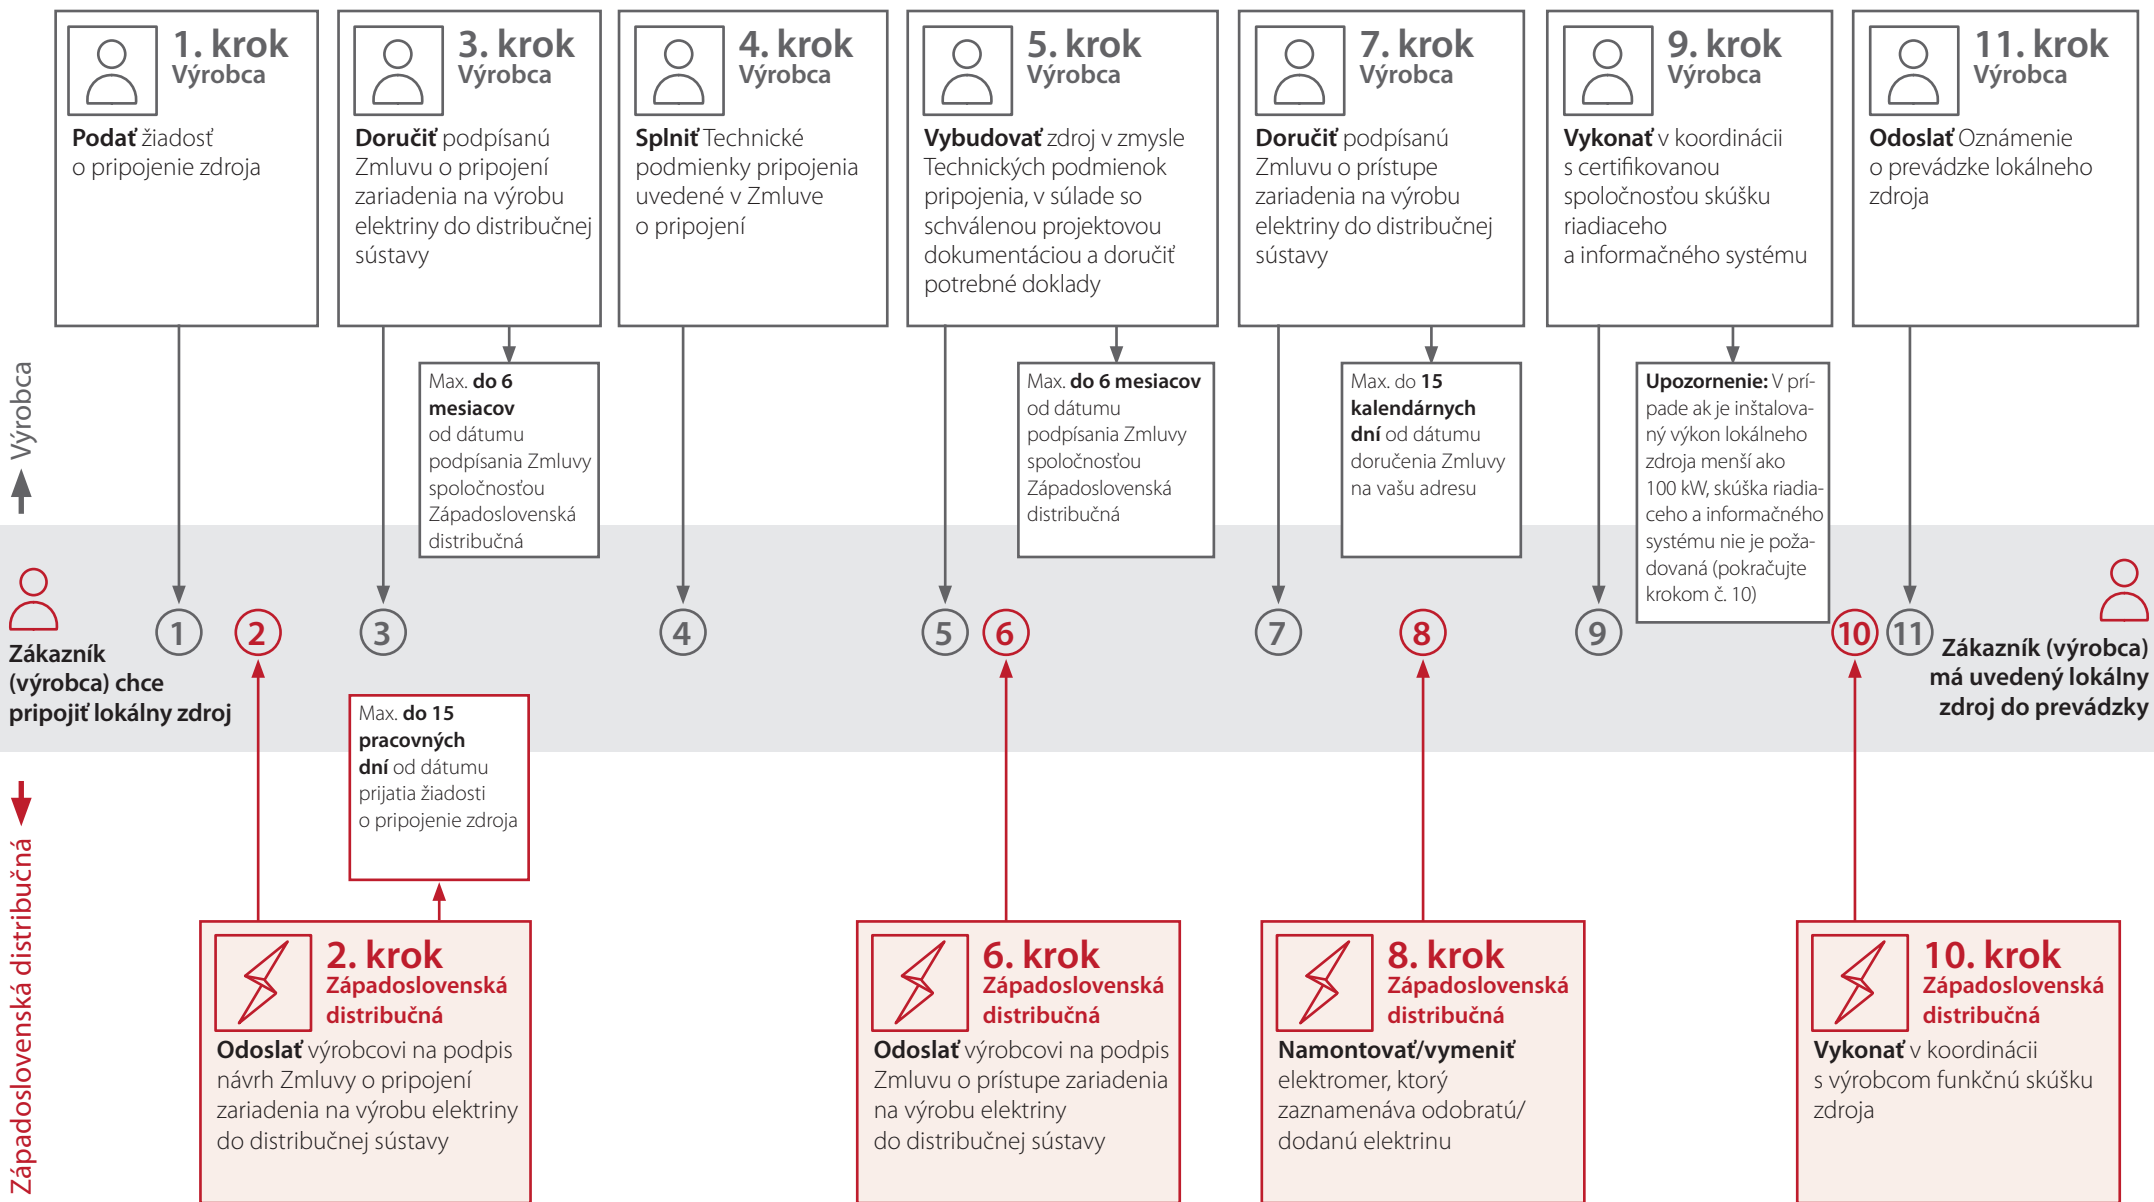 1. krok
Výrobca
Podať žiadosť
o pripojenie zdroja
3. krok
Výrobca
Doručiť podpísanú
Zmluvu o pripojení
zariadenia na výrobu
elektriny do distribučnej
sústavy
4. krok
Výrobca
Splniť Technické
podmienky pripojenia
uvedené v Zmluve
o pripojení
5. krok
Výrobca
Vybudovať zdroj v zmysle
Technických podmienok
pripojenia, v súlade so
schválenou projektovou
dokumentáciou a doručiť
potrebné doklady
7. krok
Výrobca
Doručiť podpísanú
Zmluvu o prístupe
zariadenia na výrobu
elektriny do distribučnej
sústavy
9. krok
Výrobca
Vykonať v koordinácii
s certifikovanou
spoločnosťou skúšku
riadiaceho
a informačného systému
11. krok
Výrobca
Odoslať Oznámenie
o prevádzke lokálneho
zdroja
Výrobca
Max. do 6
mesiacov
od dátumu
podpísania Zmluvy
spoločnosťou
Západoslovenská
distribučná
Max. do 6 mesiacov
od dátumu
podpísania Zmluvy
spoločnosťou
Západoslovenská
distribučná
Max. do 15
kalendárnych
dní od dátumu
doručenia Zmluvy
na vašu adresu
Upozornenie: V prí-
pade ak je inštalova-
ný výkon lokálneho
zdroja menší ako
100 kW, skúška riadia-
ceho a informačného
systému nie je poža-
dovaná (pokračujte
krokom č. 10)
Zákazník
(výrobca) chce
pripojiť lokálny zdroj
1
2
3
4
5
6
7
8
9
10
11
Zákazník (výrobca)
má uvedený lokálny
zdroj do prevádzky
Max. do 15
pracovných
dní od dátumu
prijatia žiadosti
o pripojenie zdroja
Západoslovenská distribučná
2. krok
Západoslovenská
distribučná
Odoslať výrobcovi na podpis
návrh Zmluvy o pripojení
zariadenia na výrobu elektriny
do distribučnej sústavy
6. krok
Západoslovenská
distribučná
Odoslať výrobcovi na podpis
Zmluvu o prístupe zariadenia
na výrobu elektriny
do distribučnej sústavy
8. krok
Západoslovenská
distribučná
Namontovať/vymeniť
elektromer, ktorý
zaznamenáva odobratú/
dodanú elektrinu
10. krok
Západoslovenská
distribučná
Vykonať v koordinácii
s výrobcom funkčnú skúšku
zdroja